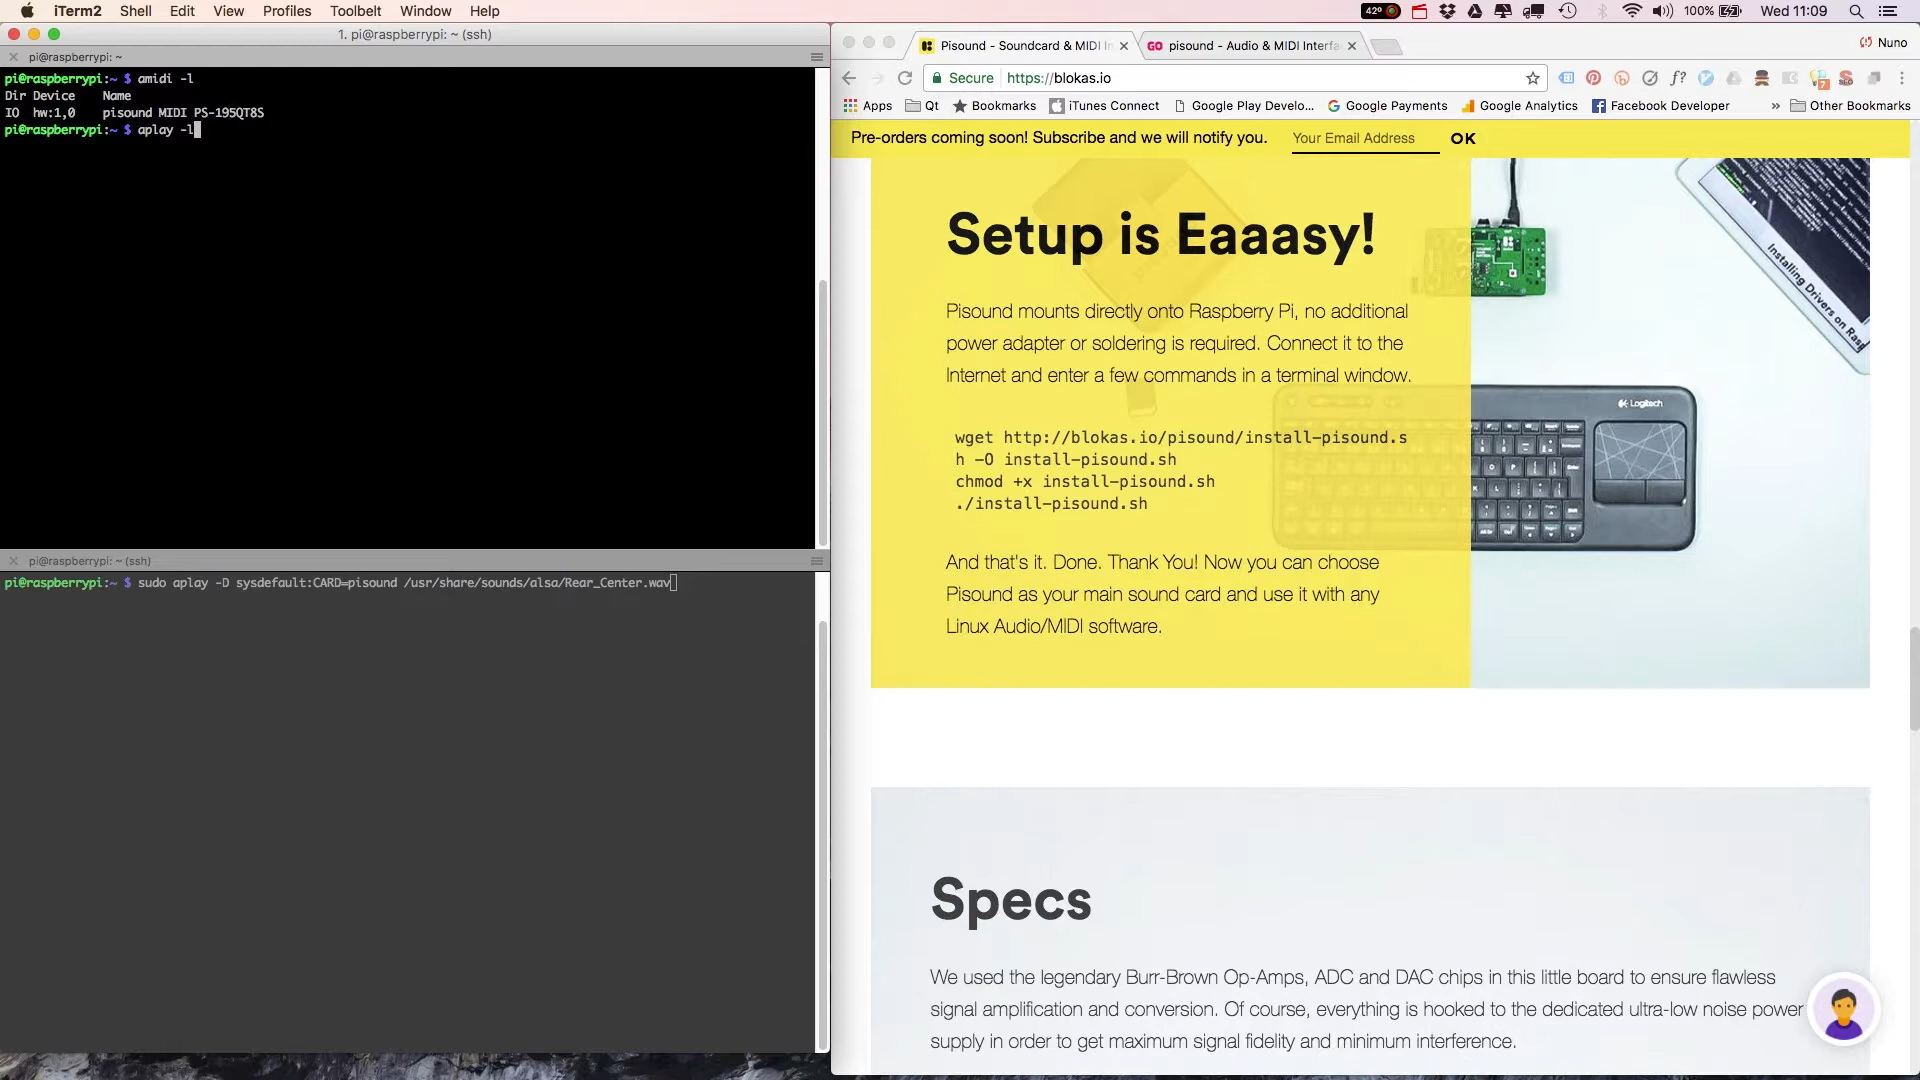 iTerm2 Shell Edit View Profiles Toolbelt Window Help
42° 100% Wed 11:09
1. pi@raspberrypi: ~ (ssh)
pi@raspberrypi: ~
pi@raspberrypi:~ $ amidi -l
Dir Device    Name
IO  hw:1,0    pisound MIDI PS-195QT8S
pi@raspberrypi:~ $ aplay -l
pi@raspberrypi: ~ (ssh)
pi@raspberrypi:~ $ sudo aplay -D sysdefault:CARD=pisound /usr/share/sounds/alsa/Rear_Center.wav
Pisound - Soundcard & MIDI In
pisound - Audio & MIDI Interfa
Nuno
Secure https://blokas.io
f?
7
Apps Qt Bookmarks iTunes Connect Google Play Develo... Google Payments Google Analytics Facebook Developer » Other Bookmarks
Pre-orders coming soon! Subscribe and we will notify you. Your Email Address OK
Setup is Eaaasy!
Pisound mounts directly onto Raspberry Pi, no additional
power adapter or soldering is required. Connect it to the
Internet and enter a few commands in a terminal window.
wget http://blokas.io/pisound/install-pisound.s
h -O install-pisound.sh
chmod +x install-pisound.sh
./install-pisound.sh
And that's it. Done. Thank You! Now you can choose
Pisound as your main sound card and use it with any
Linux Audio/MIDI software.
Installing Drivers on Rasp
Logitech
Specs
We used the legendary Burr-Brown Op-Amps, ADC and DAC chips in this little board to ensure flawless
signal amplification and conversion. Of course, everything is hooked to the dedicated ultra-low noise power
supply in order to get maximum signal fidelity and minimum interference.